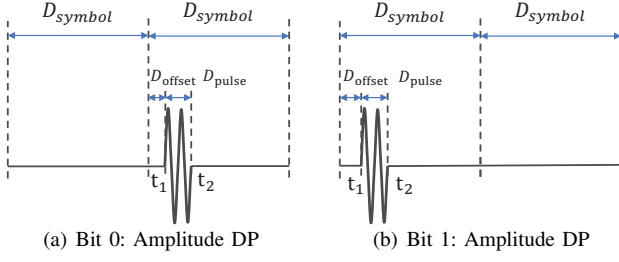 D_symbol D_symbol
D_offset D_pulse
t_1 t_2
(a) Bit 0: Amplitude DP
D_symbol D_symbol
D_offset D_pulse
t_1 t_2
(b) Bit 1: Amplitude DP